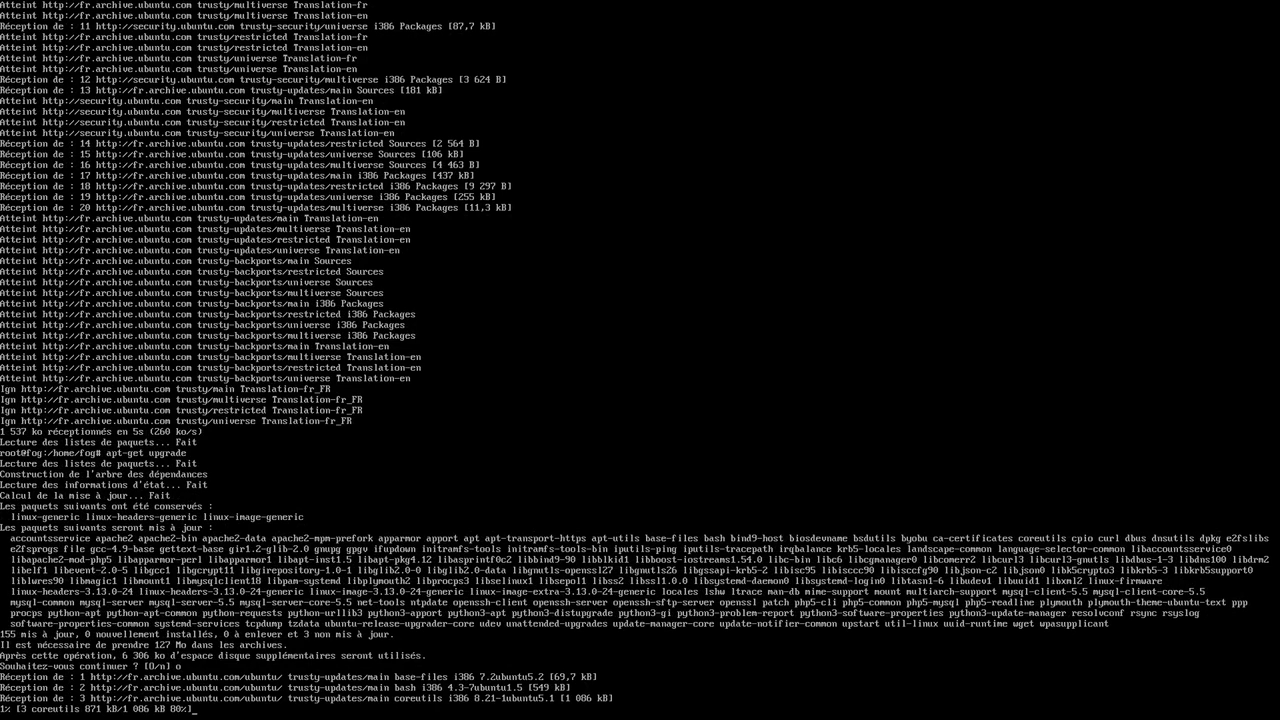 Atteint http://fr.archive.ubuntu.com trusty/multiverse Translation-fr
Atteint http://fr.archive.ubuntu.com trusty/multiverse Translation-en
Réception de : 11 http://security.ubuntu.com trusty-security/universe i386 Packages [87,7 kB]
Atteint http://fr.archive.ubuntu.com trusty/restricted Translation-fr
Atteint http://fr.archive.ubuntu.com trusty/restricted Translation-en
Atteint http://fr.archive.ubuntu.com trusty/universe Translation-fr
Atteint http://fr.archive.ubuntu.com trusty/universe Translation-en
Réception de : 12 http://security.ubuntu.com trusty-security/multiverse i386 Packages [3 624 B]
Réception de : 13 http://fr.archive.ubuntu.com trusty-updates/main Sources [181 kB]
Atteint http://security.ubuntu.com trusty-security/main Translation-en
Atteint http://security.ubuntu.com trusty-security/multiverse Translation-en
Atteint http://security.ubuntu.com trusty-security/restricted Translation-en
Atteint http://security.ubuntu.com trusty-security/universe Translation-en
Réception de : 14 http://fr.archive.ubuntu.com trusty-updates/restricted Sources [2 564 B]
Réception de : 15 http://fr.archive.ubuntu.com trusty-updates/universe Sources [106 kB]
Réception de : 16 http://fr.archive.ubuntu.com trusty-updates/multiverse Sources [4 463 B]
Réception de : 17 http://fr.archive.ubuntu.com trusty-updates/main i386 Packages [437 kB]
Réception de : 18 http://fr.archive.ubuntu.com trusty-updates/restricted i386 Packages [9 297 B]
Réception de : 19 http://fr.archive.ubuntu.com trusty-updates/universe i386 Packages [255 kB]
Réception de : 20 http://fr.archive.ubuntu.com trusty-updates/multiverse i386 Packages [11,3 kB]
Atteint http://fr.archive.ubuntu.com trusty-updates/main Translation-en
Atteint http://fr.archive.ubuntu.com trusty-updates/multiverse Translation-en
Atteint http://fr.archive.ubuntu.com trusty-updates/restricted Translation-en
Atteint http://fr.archive.ubuntu.com trusty-updates/universe Translation-en
Atteint http://fr.archive.ubuntu.com trusty-backports/main Sources
Atteint http://fr.archive.ubuntu.com trusty-backports/restricted Sources
Atteint http://fr.archive.ubuntu.com trusty-backports/universe Sources
Atteint http://fr.archive.ubuntu.com trusty-backports/multiverse Sources
Atteint http://fr.archive.ubuntu.com trusty-backports/main i386 Packages
Atteint http://fr.archive.ubuntu.com trusty-backports/restricted i386 Packages
Atteint http://fr.archive.ubuntu.com trusty-backports/universe i386 Packages
Atteint http://fr.archive.ubuntu.com trusty-backports/multiverse i386 Packages
Atteint http://fr.archive.ubuntu.com trusty-backports/main Translation-en
Atteint http://fr.archive.ubuntu.com trusty-backports/multiverse Translation-en
Atteint http://fr.archive.ubuntu.com trusty-backports/restricted Translation-en
Atteint http://fr.archive.ubuntu.com trusty-backports/universe Translation-en
Ign http://fr.archive.ubuntu.com trusty/main Translation-fr_FR
Ign http://fr.archive.ubuntu.com trusty/multiverse Translation-fr_FR
Ign http://fr.archive.ubuntu.com trusty/restricted Translation-fr_FR
Ign http://fr.archive.ubuntu.com trusty/universe Translation-fr_FR
1 537 ko réceptionnés en 5s (260 ko/s)
Lecture des listes de paquets... Fait
root@fog:/home/fog# apt-get upgrade
Lecture des listes de paquets... Fait
Construction de l'arbre des dépendances
Lecture des informations d'état... Fait
Calcul de la mise à jour... Fait
Les paquets suivants ont été conservés :
linux-generic linux-headers-generic linux-image-generic
Les paquets suivants seront mis à jour :
accountsservice apache2 apache2-bin apache2-data apache2-mpm-prefork apparmor apport apt apt-transport-https apt-utils base-files bash bind9-host biosdevname bsdutils byobu ca-certificates coreutils cpio curl dbus dnsutils dpkg e2fslibs
e2fsprogs file gcc-4.9-base gettext-base gir1.2-glib-2.0 gnupg gpgv ifupdown initramfs-tools initramfs-tools-bin iputils-ping iputils-tracepath irqbalance krb5-locales landscape-common language-selector-common libaccountsservice0
libapache2-mod-php5 libapparmor-perl libapparmor1 libapt-inst1.5 libapt-pkg4.12 libasprintf0c2 libbind9-90 libblkid1 libboost-iostreams1.54.0 libc-bin libc6 libcgmanager0 libcomerr2 libcurl3 libcurl3-gnutls libdbus-1-3 libdns100 libdrm2
libelf1 libevent-2.0-5 libgcc1 libgcrypt11 libgirepository-1.0-1 libglib2.0-0 libglib2.0-data libgnutls-openssl27 libgnutls26 libgssapi-krb5-2 libisc95 libisccc90 libisccfg90 libjson-c2 libjson0 libk5crypto3 libkrb5-3 libkrb5support0
liblwres90 libmagic1 libmount1 libmysqlclient18 libpam-systemd libplymouth2 libprocps3 libselinux1 libsepol1 libss2 libssl1.0.0 libsystemd-daemon0 libsystemd-login0 libtasn1-6 libudev1 libuuid1 libxml2 linux-firmware
linux-headers-3.13.0-24 linux-headers-3.13.0-24-generic linux-image-3.13.0-24-generic linux-image-extra-3.13.0-24-generic locales lshw ltrace man-db mime-support mount multiarch-support mysql-client-5.5 mysql-client-core-5.5
mysql-common mysql-server mysql-server-5.5 mysql-server-core-5.5 net-tools ntpdate openssh-client openssh-server openssh-sftp-server openssl patch php5-cli php5-common php5-mysql php5-readline plymouth plymouth-theme-ubuntu-text ppp
procps python-apt python-apt-common python-requests python-urllib3 python3-apport python3-apt python3-distupgrade python3-gi python3-problem-report python3-software-properties python3-update-manager resolvconf rsync rsyslog
software-properties-common systemd-services tcpdump tzdata ubuntu-release-upgrader-core udev unattended-upgrades update-manager-core update-notifier-common upstart util-linux uuid-runtime wget wpasupplicant
155 mis à jour, 0 nouvellement installés, 0 à enlever et 3 non mis à jour.
Il est nécessaire de prendre 127 Mo dans les archives.
Après cette opération, 6 306 ko d'espace disque supplémentaires seront utilisés.
Souhaitez-vous continuer ? [O/n] o
Réception de : 1 http://fr.archive.ubuntu.com/ubuntu/ trusty-updates/main base-files i386 7.2ubuntu5.2 [69,7 kB]
Réception de : 2 http://fr.archive.ubuntu.com/ubuntu/ trusty-updates/main bash i386 4.3-7ubuntu1.5 [549 kB]
Réception de : 3 http://fr.archive.ubuntu.com/ubuntu/ trusty-updates/main coreutils i386 8.21-1ubuntu5.1 [1 086 kB]
1% [3 coreutils 871 kB/1 086 kB 80%]_